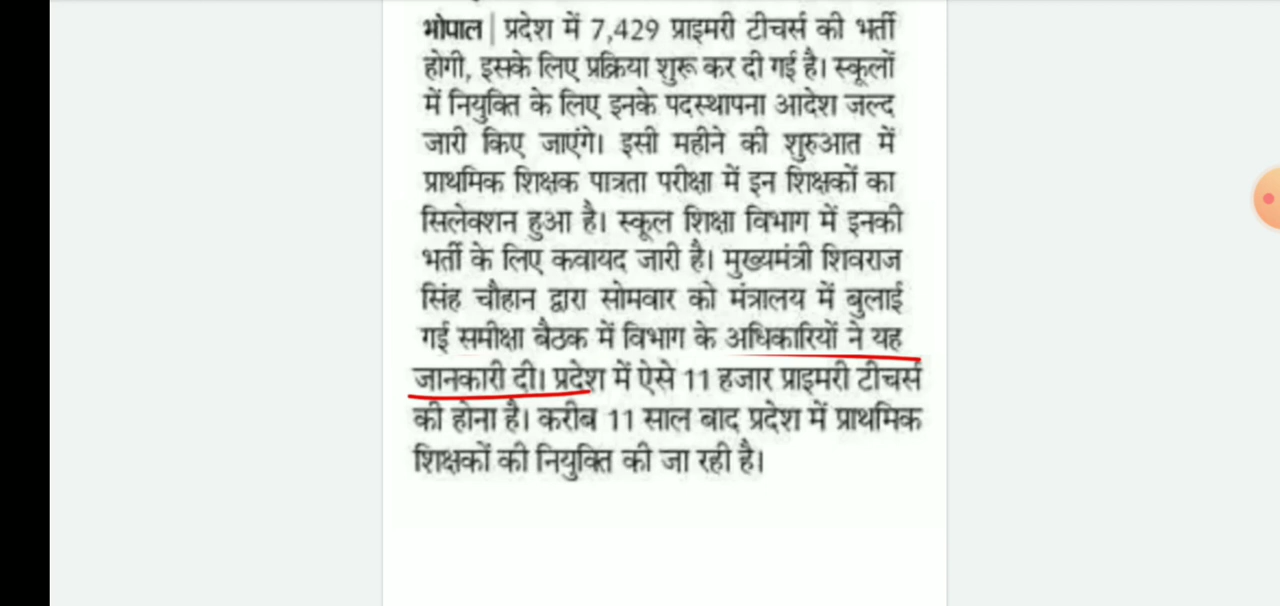 भोपाल | प्रदेश में 7,429 प्राइमरी टीचर्स की भर्ती
होगी, इसके लिए प्रक्रिया शुरू कर दी गई है। स्कूलों
में नियुक्ति के लिए इनके पदस्थापना आदेश जल्द
जारी किए जाएंगे। इसी महीने की शुरुआत में
प्राथमिक शिक्षक पात्रता परीक्षा में इन शिक्षकों का
सिलेक्शन हुआ है। स्कूल शिक्षा विभाग में इनकी
भर्ती के लिए कवायद जारी है। मुख्यमंत्री शिवराज
सिंह चौहान द्वारा सोमवार को मंत्रालय में बुलाई
गई समीक्षा बैठक में विभाग के अधिकारियों ने यह
जानकारी दी। प्रदेश में ऐसे 11 हजार प्राइमरी टीचर्स
की होना है। करीब 11 साल बाद प्रदेश में प्राथमिक
शिक्षकों की नियुक्ति की जा रही है।